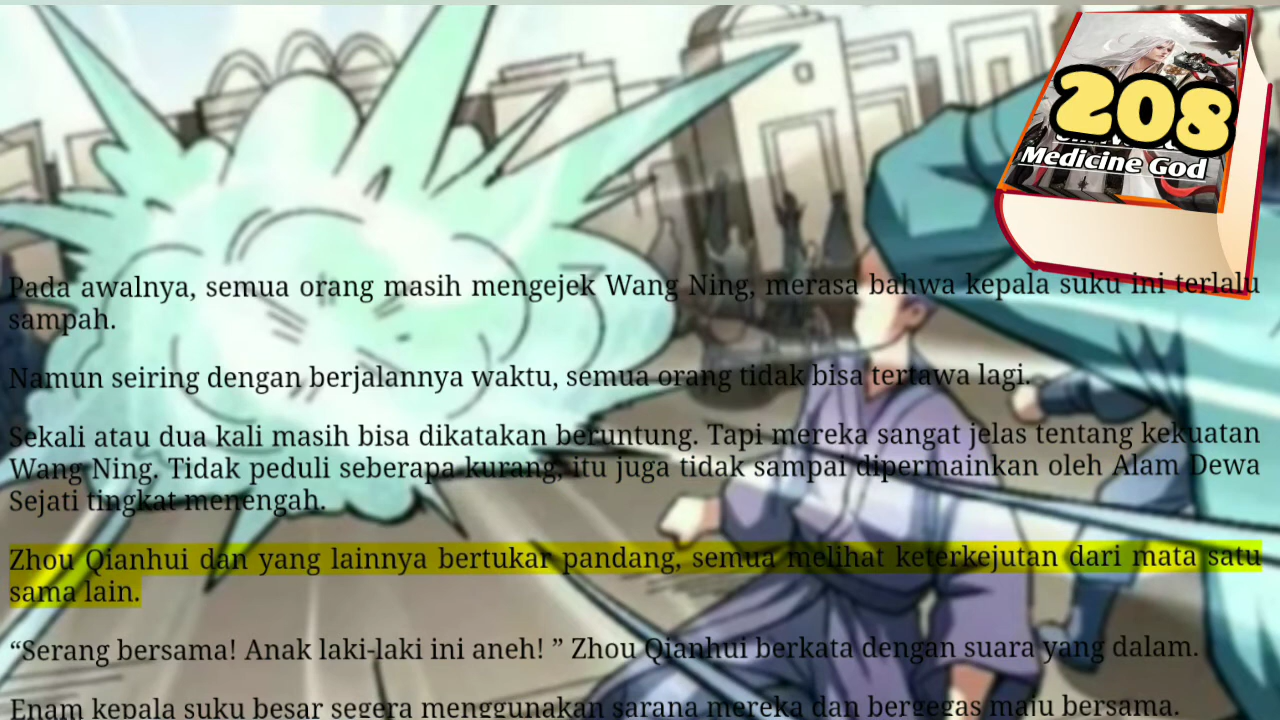 208
Medicine God
Pada awalnya, semua orang masih mengejek Wang Ning, merasa bahwa kepala suku ini terlalu
sampah.
Namun seiring dengan berjalannya waktu, semua orang tidak bisa tertawa lagi.
Sekali atau dua kali masih bisa dikatakan beruntung. Tapi mereka sangat jelas tentang kekuatan
Wang Ning. Tidak peduli seberapa kurang, itu juga tidak sampai dipermainkan oleh Alam Dewa
Sejati tingkat menengah.
Zhou Qianhui dan yang lainnya bertukar pandang, semua melihat keterkejutan dari mata satu
sama lain.
“Serang bersama! Anak laki-laki ini aneh! ” Zhou Qianhui berkata dengan suara yang dalam.
Enam kepala suku besar segera menggunakan sarana mereka dan bergegas maju bersama.